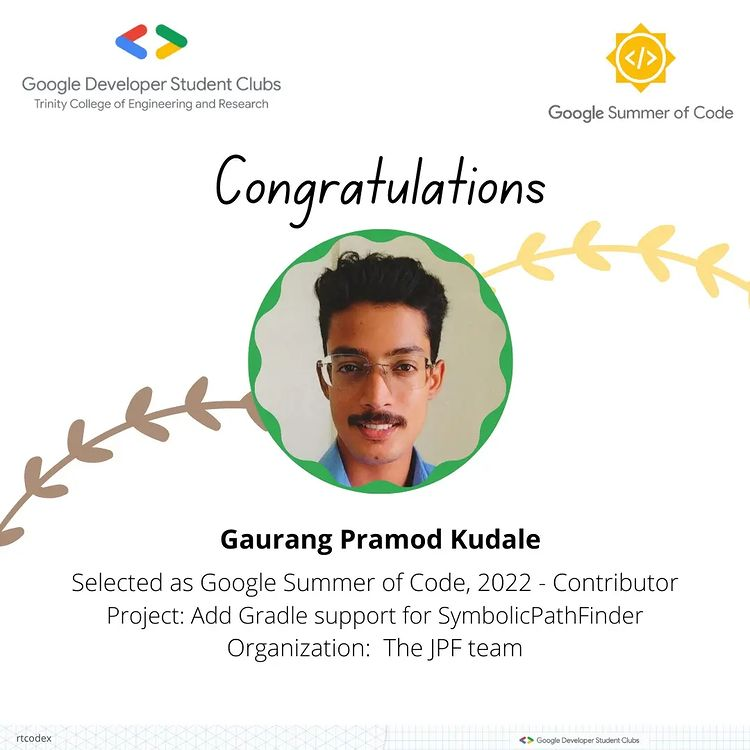 Google Developer Student Clubs
Trinity College of Engineering and Research
Google Summer of Code
Congratulations
Gaurang Pramod Kudale
Selected as Google Summer of Code, 2022 - Contributor
Project: Add Gradle support for SymbolicPathFinder
Organization:  The JPF team
rtcodex
Google Developer Student Clubs